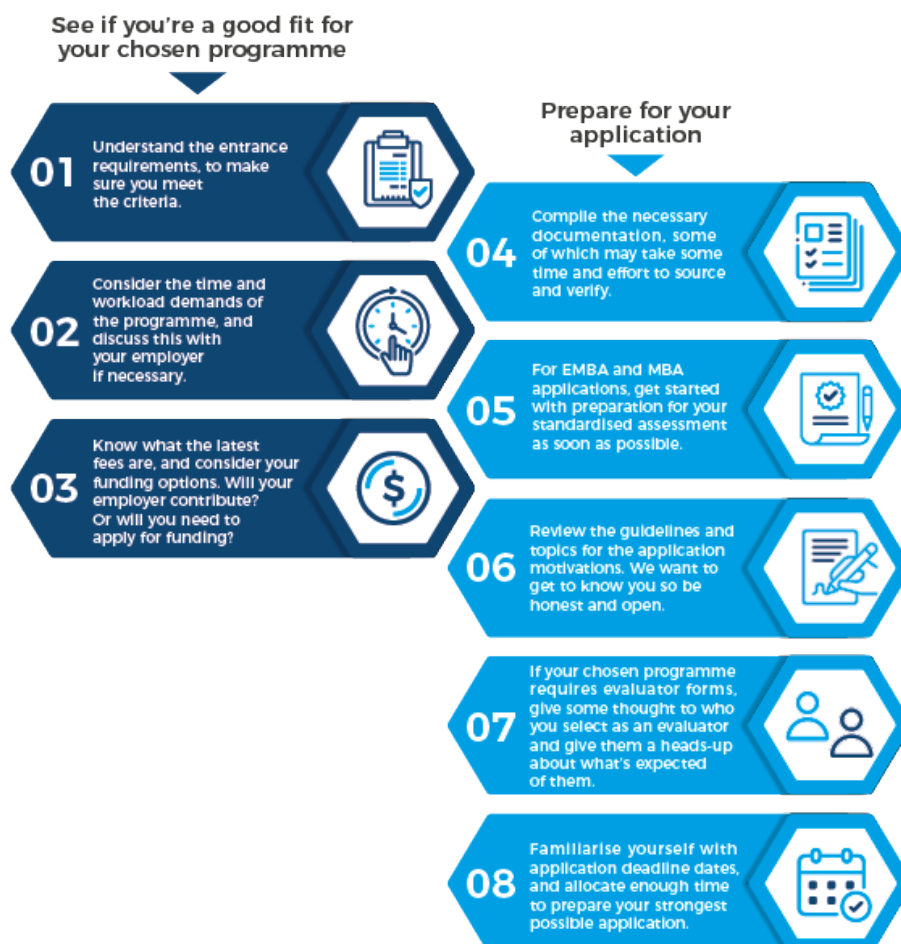 See if you're a good fit for
your chosen programme
01
Understand the entrance
requirements, to make
sure you meet
the criteria.
02
Consider the time and
workload demands of
the programme, and
discuss this with
your employer
if necessary.
03
Know what the latest
fees are, and consider your
funding options. Will your
employer contribute?
Or will you need to
apply for funding?
$
Prepare for your
application
04
Compile the necessary
documentation, some
of which may take some
time and effort to source
and verify.
05
For EMBA and MBA
applications, get started
with preparation for your
standardised assessment
as soon as possible.
06
Review the guidelines and
topics for the application
motivations. We want to
get to know you so be
honest and open.
07
If your chosen programme
requires evaluator forms,
give some thought to who
you select as an evaluator
and give them a heads-up
about what's expected
of them.
08
Familiarise yourself with
application deadline dates,
and allocate enough time
to prepare your strongest
possible application.